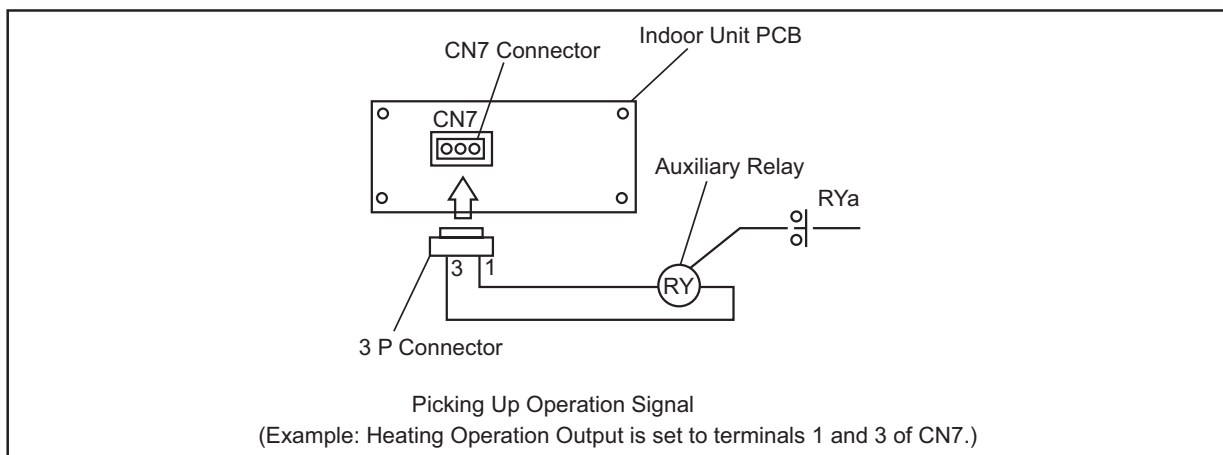 Indoor Unit PCB
CN7 Connector
CN7
Auxiliary Relay
RYa
3 1
RY
3 P Connector
Picking Up Operation Signal
(Example: Heating Operation Output is set to terminals 1 and 3 of CN7.)